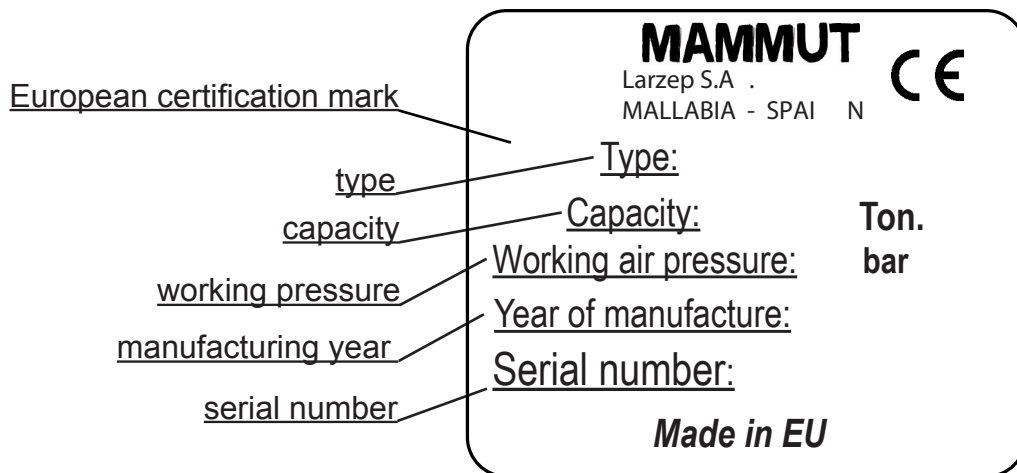 MAMMUT
CE
Larzep S.A .
MALLABIA - SPAI N
European certification mark
type
Type:
capacity
Capacity: Ton.
working pressure
Working air pressure: bar
manufacturing year
Year of manufacture:
serial number
Serial number:
Made in EU